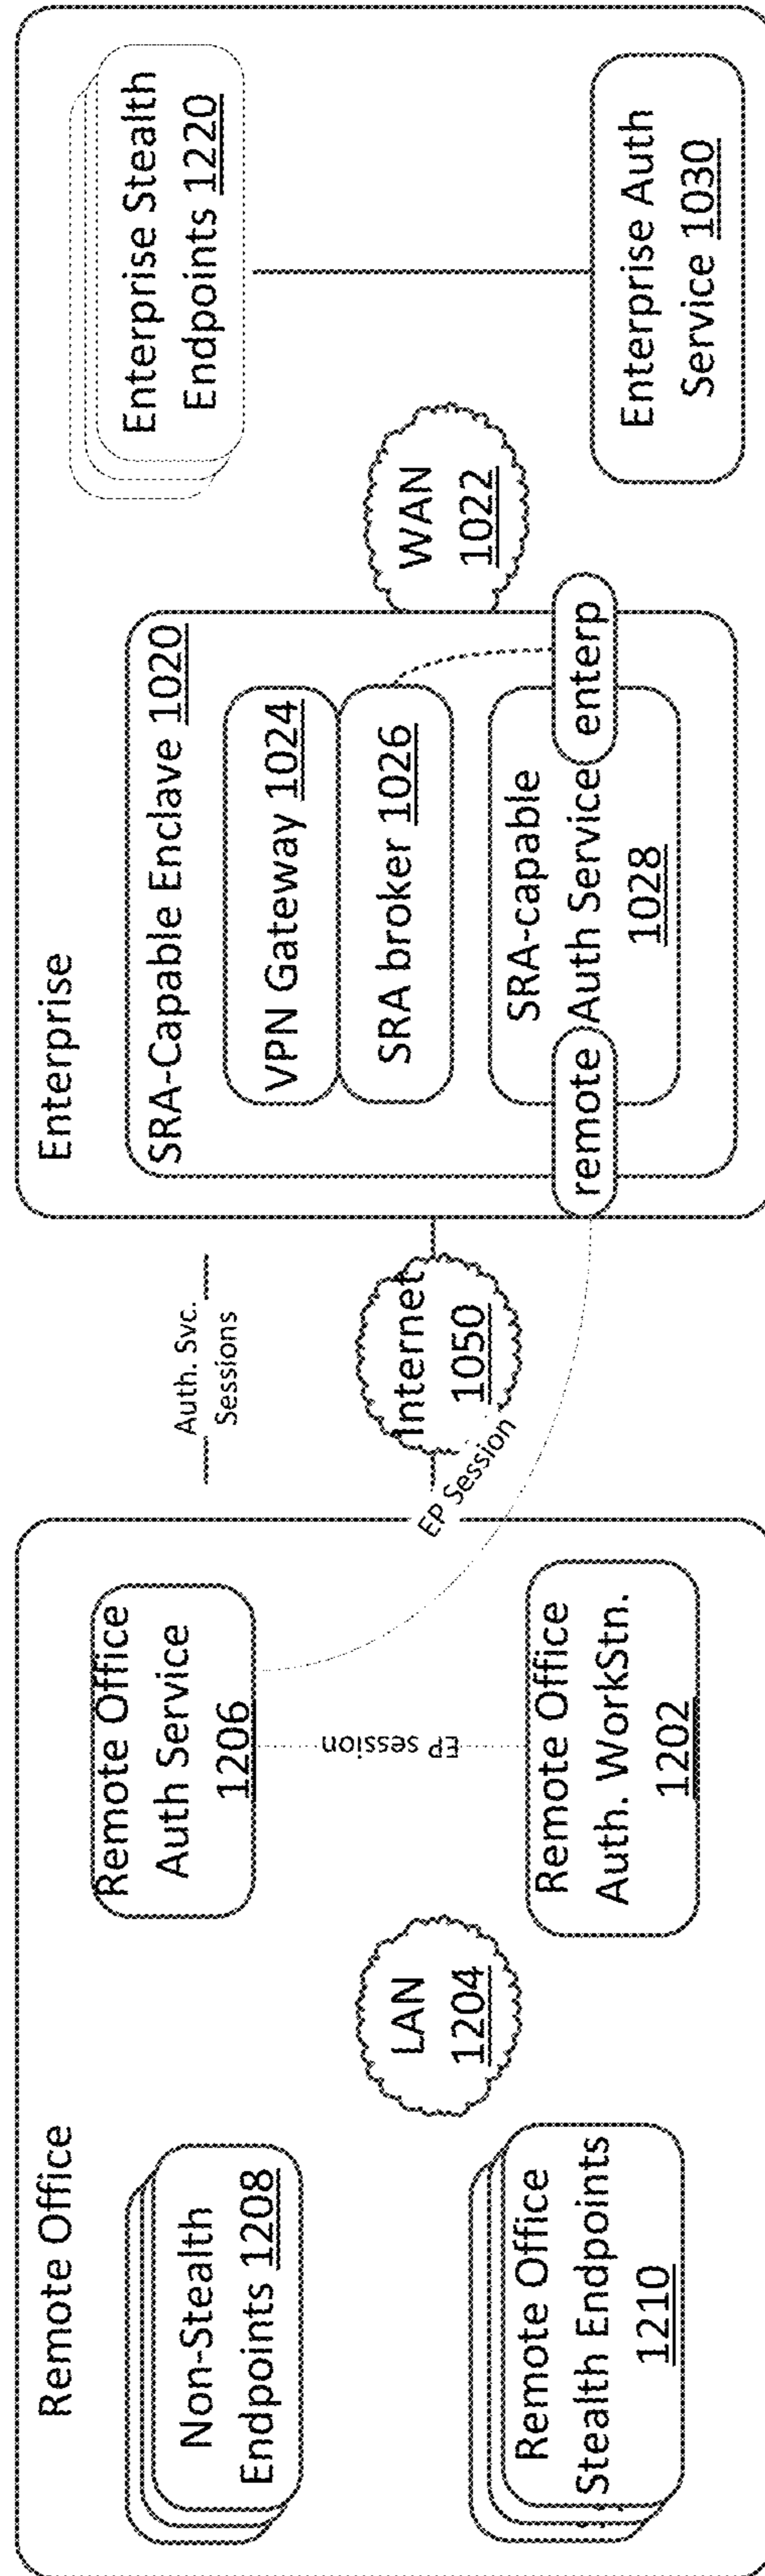 Remote Office
Non-Stealth
Endpoints 1208
Remote Office
Stealth Endpoints
1210
LAN
1204
Remote Office
Auth Service
1206
EP session
Remote Office
Auth. WorkStn.
1202
Auth. Svc.
Sessions
Internet
1050
EP Session
Enterprise
SRA-Capable Enclave 1020
VPN Gateway 1024
SRA broker 1026
SRA-capable
Auth Service
1028
remote
enterp
WAN
1022
Enterprise Stealth
Endpoints 1220
Enterprise Auth
Service 1030